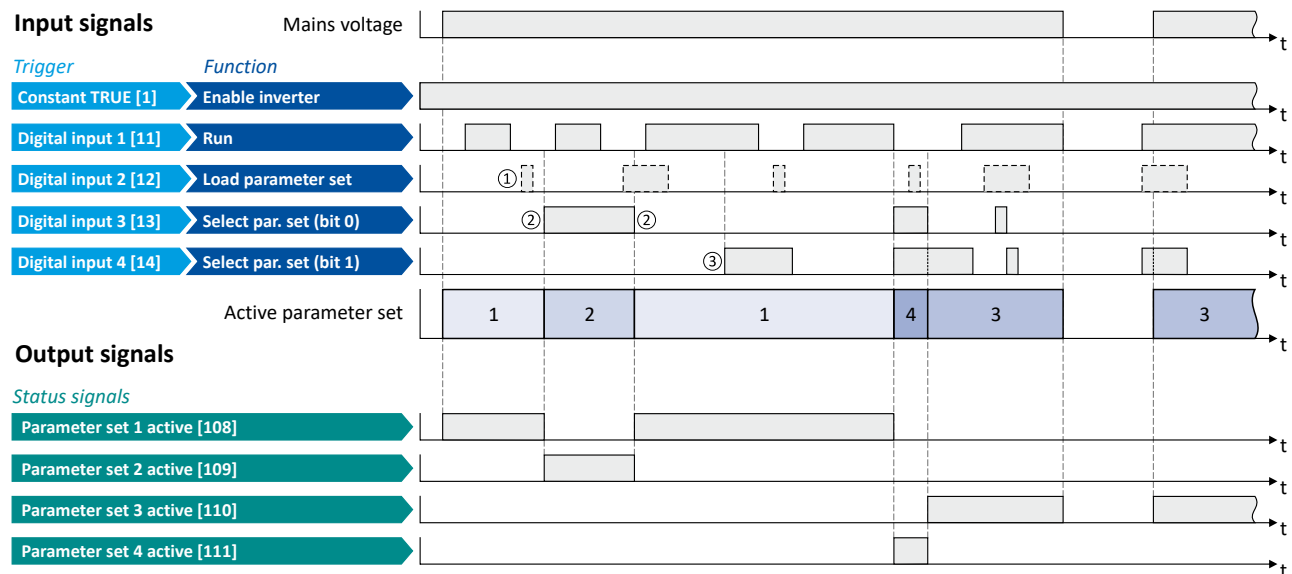 Input signals
Mains voltage
t
Trigger Function
Constant TRUE [1] Enable inverter
t
Digital input 1 [11] Run
t
Digital input 2 [12] Load parameter set ①
t
Digital input 3 [13] Select par. set (bit 0) ② ②
t
Digital input 4 [14] Select par. set (bit 1) ③
t
Active parameter set 1 2 1 4 3 3
t
Output signals
Status signals
Parameter set 1 active [108]
t
Parameter set 2 active [109]
t
Parameter set 3 active [110]
t
Parameter set 4 active [111]
t